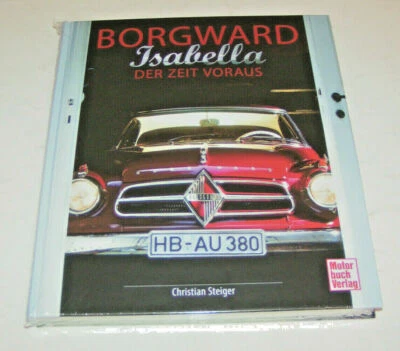 BORGWARD
Isabella
DER ZEIT VORAUS
HB-AU 380
Christian Steiger
Motor
buch
Verlag